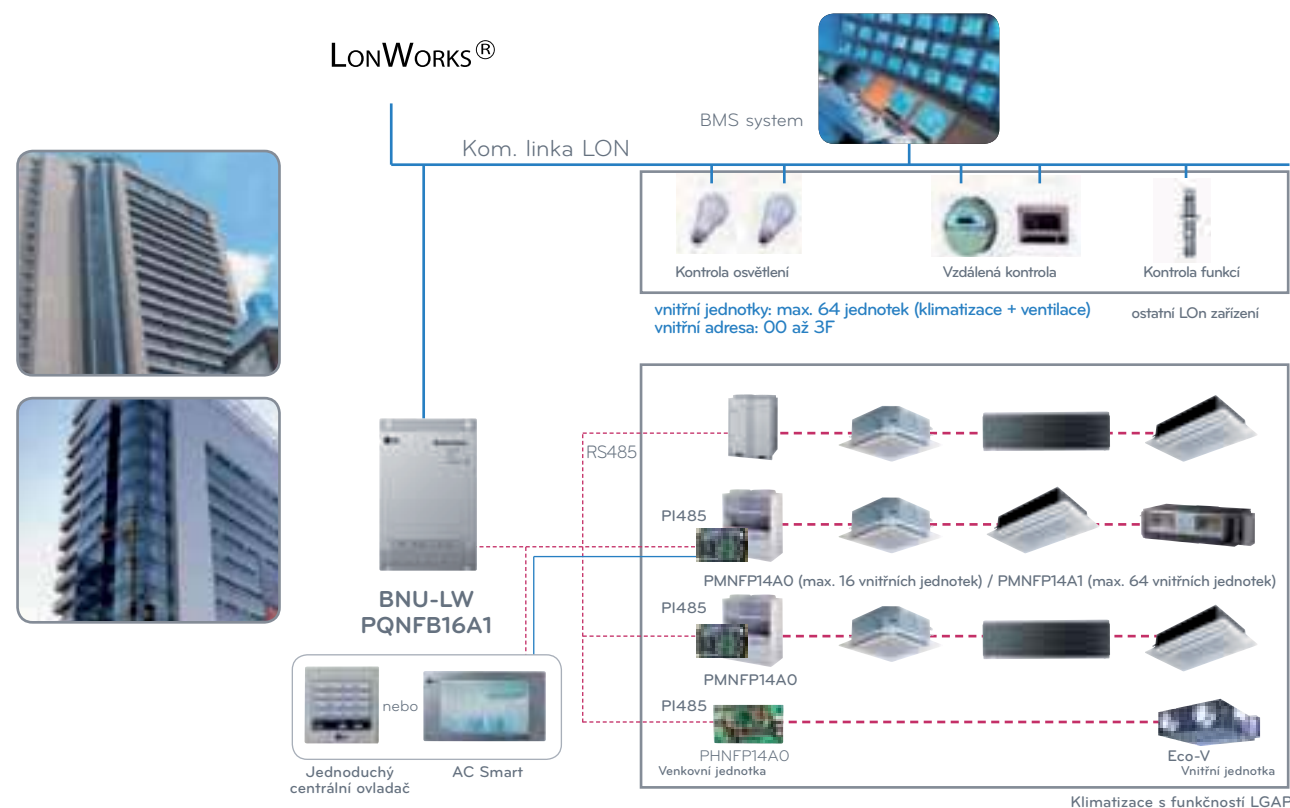 LONWORKS®
BMS system
Kom. linka LON
Kontrola osvětlení
Vzdálená kontrola
Kontrola funkcí
vnitřní jednotky: max. 64 jednotek (klimatizace + ventilace)
vnitřní adresa: 00 až 3F
ostatní LOn zařízení
RS485
PI485
PMNFP14A0 (max. 16 vnitřních jednotek) / PMNFP14A1 (max. 64 vnitřních jednotek)
BNU-LW
PQNFB16A1
PI485
PMNFP14A0
nebo
PI485
PHNFP14A0
Eco-V
Venkovní jednotka
Vnitřní jednotka
Jednoduchý
centrální ovladač
AC Smart
Klimatizace s funkčností LGAP